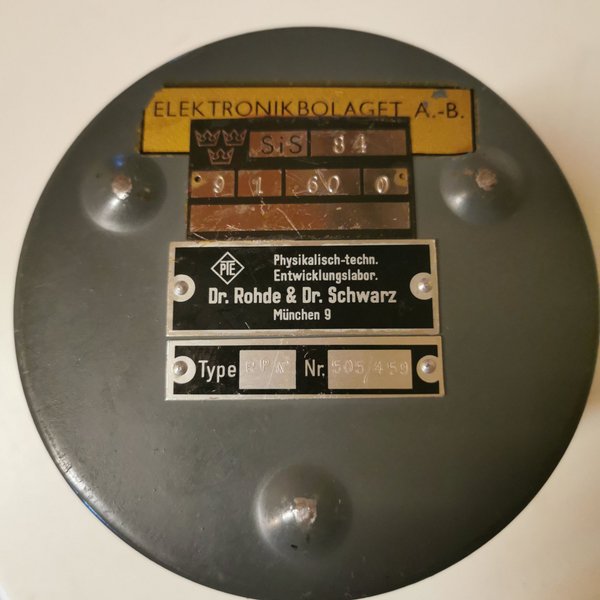 ELEKTRONIKBOLAGET A.-B.
SiS 84
9 1 60 0
PTE
Physikalisch-techn.
Entwicklungslabor.
Dr. Rohde & Dr. Schwarz
München 9
Type Nr. 505/459